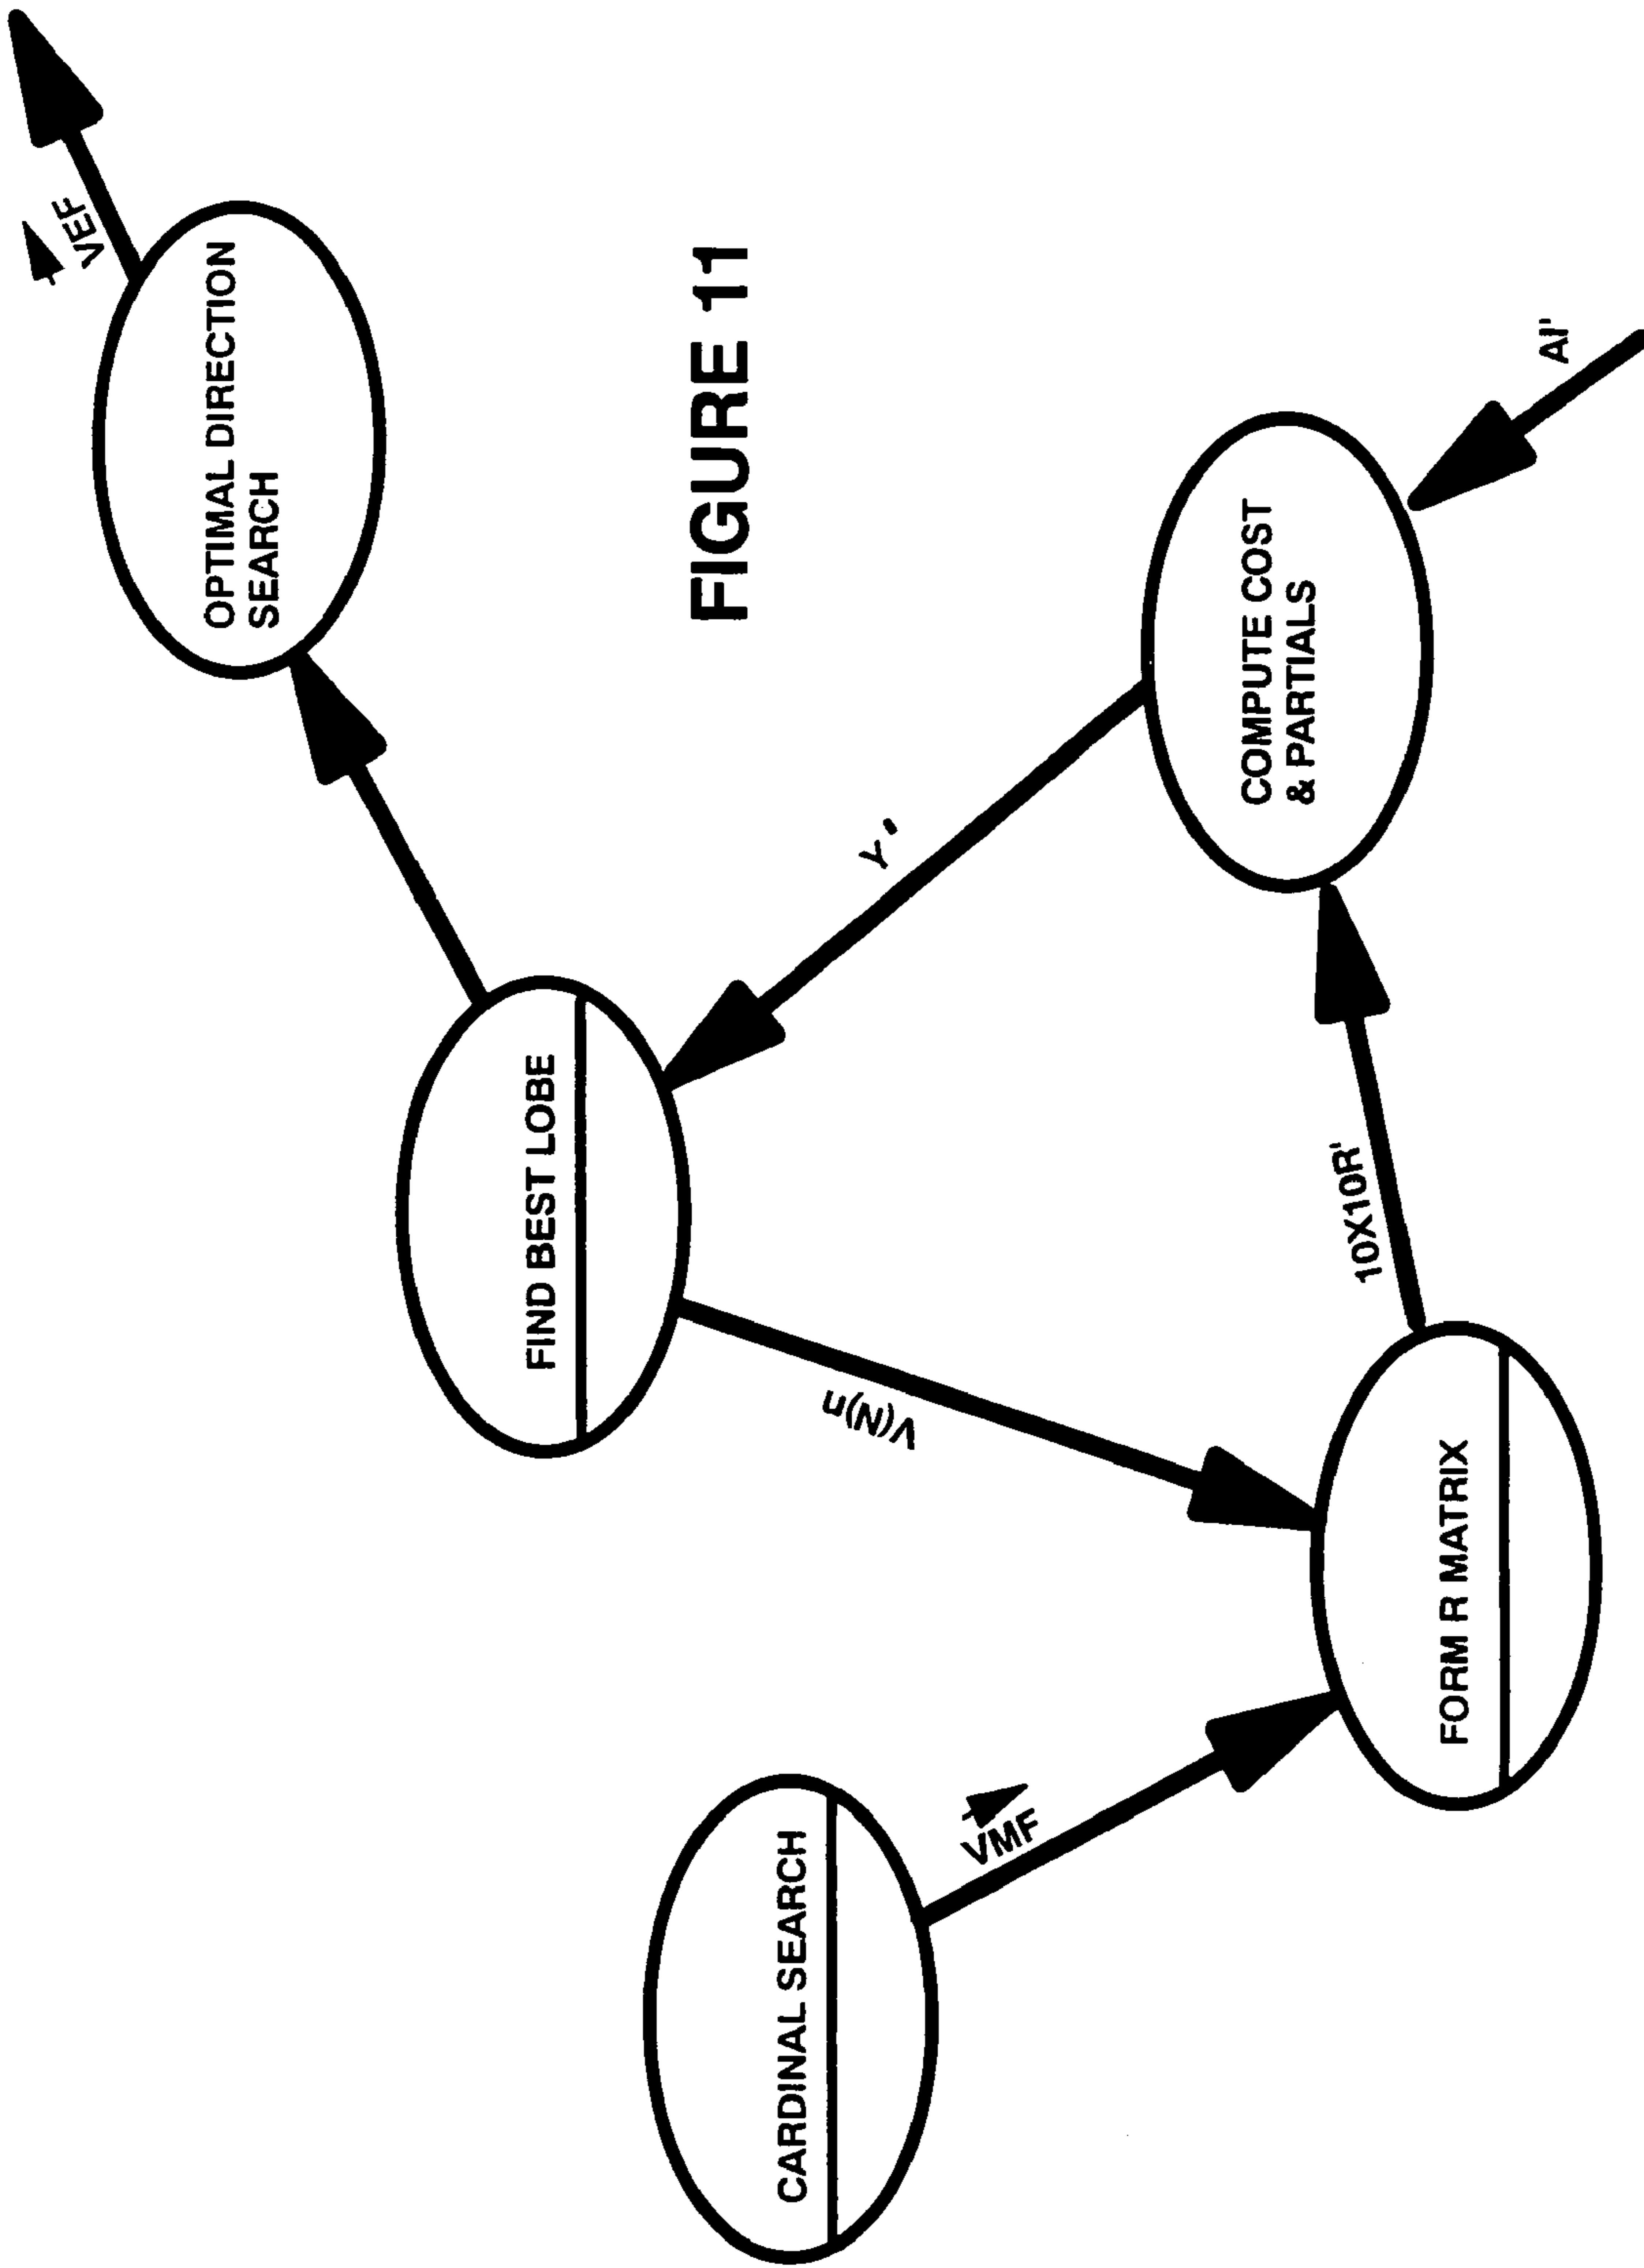 VEF
OPTIMAL DIRECTION
SEARCH
FIND BEST LOBE
FIGURE 11
CARDINAL SEARCH
V(N)n
Y'
VMF
COMPUTE COST
& PARTIALS
10X10R'
FORM R MATRIX
AI'